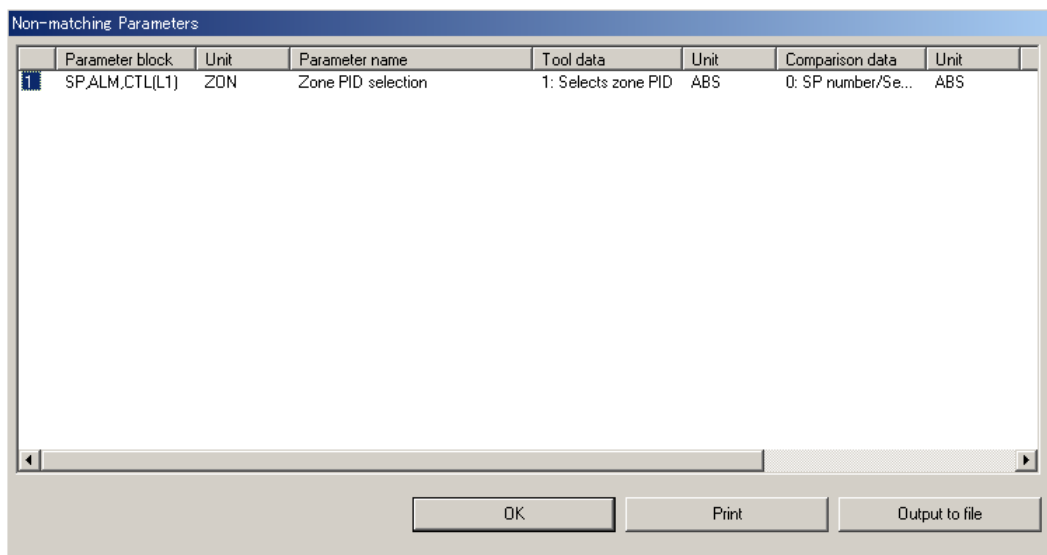 Non-matching Parameters
Parameter block Unit Parameter name Tool data Unit Comparison data Unit
1 SP,ALM,CTL(L1) ZON Zone PID selection 1: Selects zone PID ABS 0: SP number/Se... ABS
OK Print Output to file